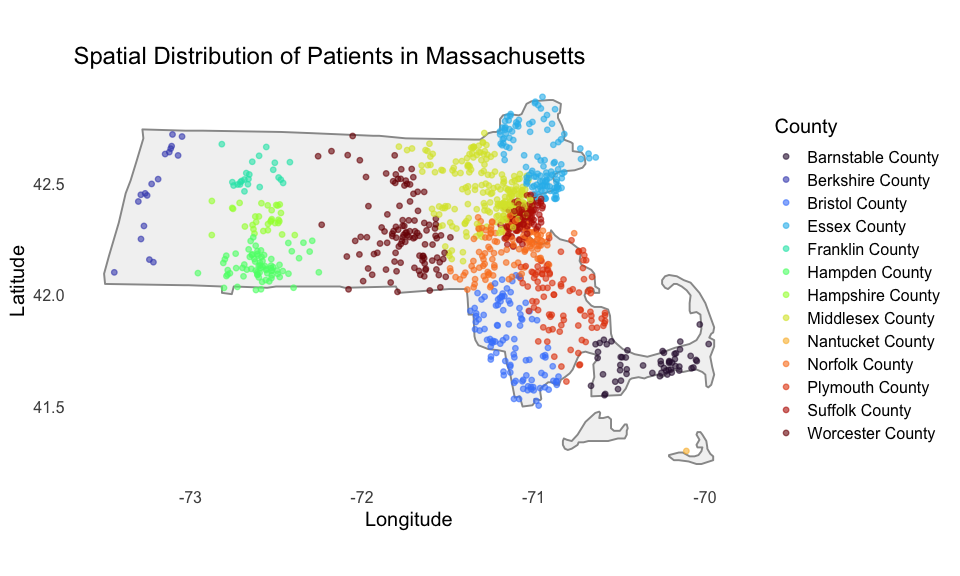 Spatial Distribution of Patients in Massachusetts
Latitude
42.5
42.0
41.5
-73
-72
-71
-70
Longitude
County
Barnstable County
Berkshire County
Bristol County
Essex County
Franklin County
Hampden County
Hampshire County
Middlesex County
Nantucket County
Norfolk County
Plymouth County
Suffolk County
Worcester County